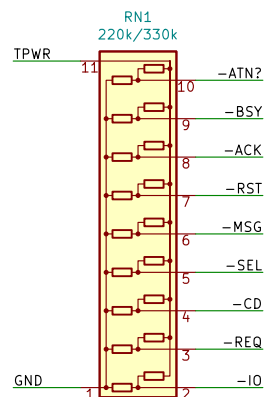 RN1
220k/330k
TPWR
11
10
-ATN?
9
-BSY
8
-ACK
7
-RST
6
-MSG
5
-SEL
4
-CD
3
-REQ
GND
1
2
-IO